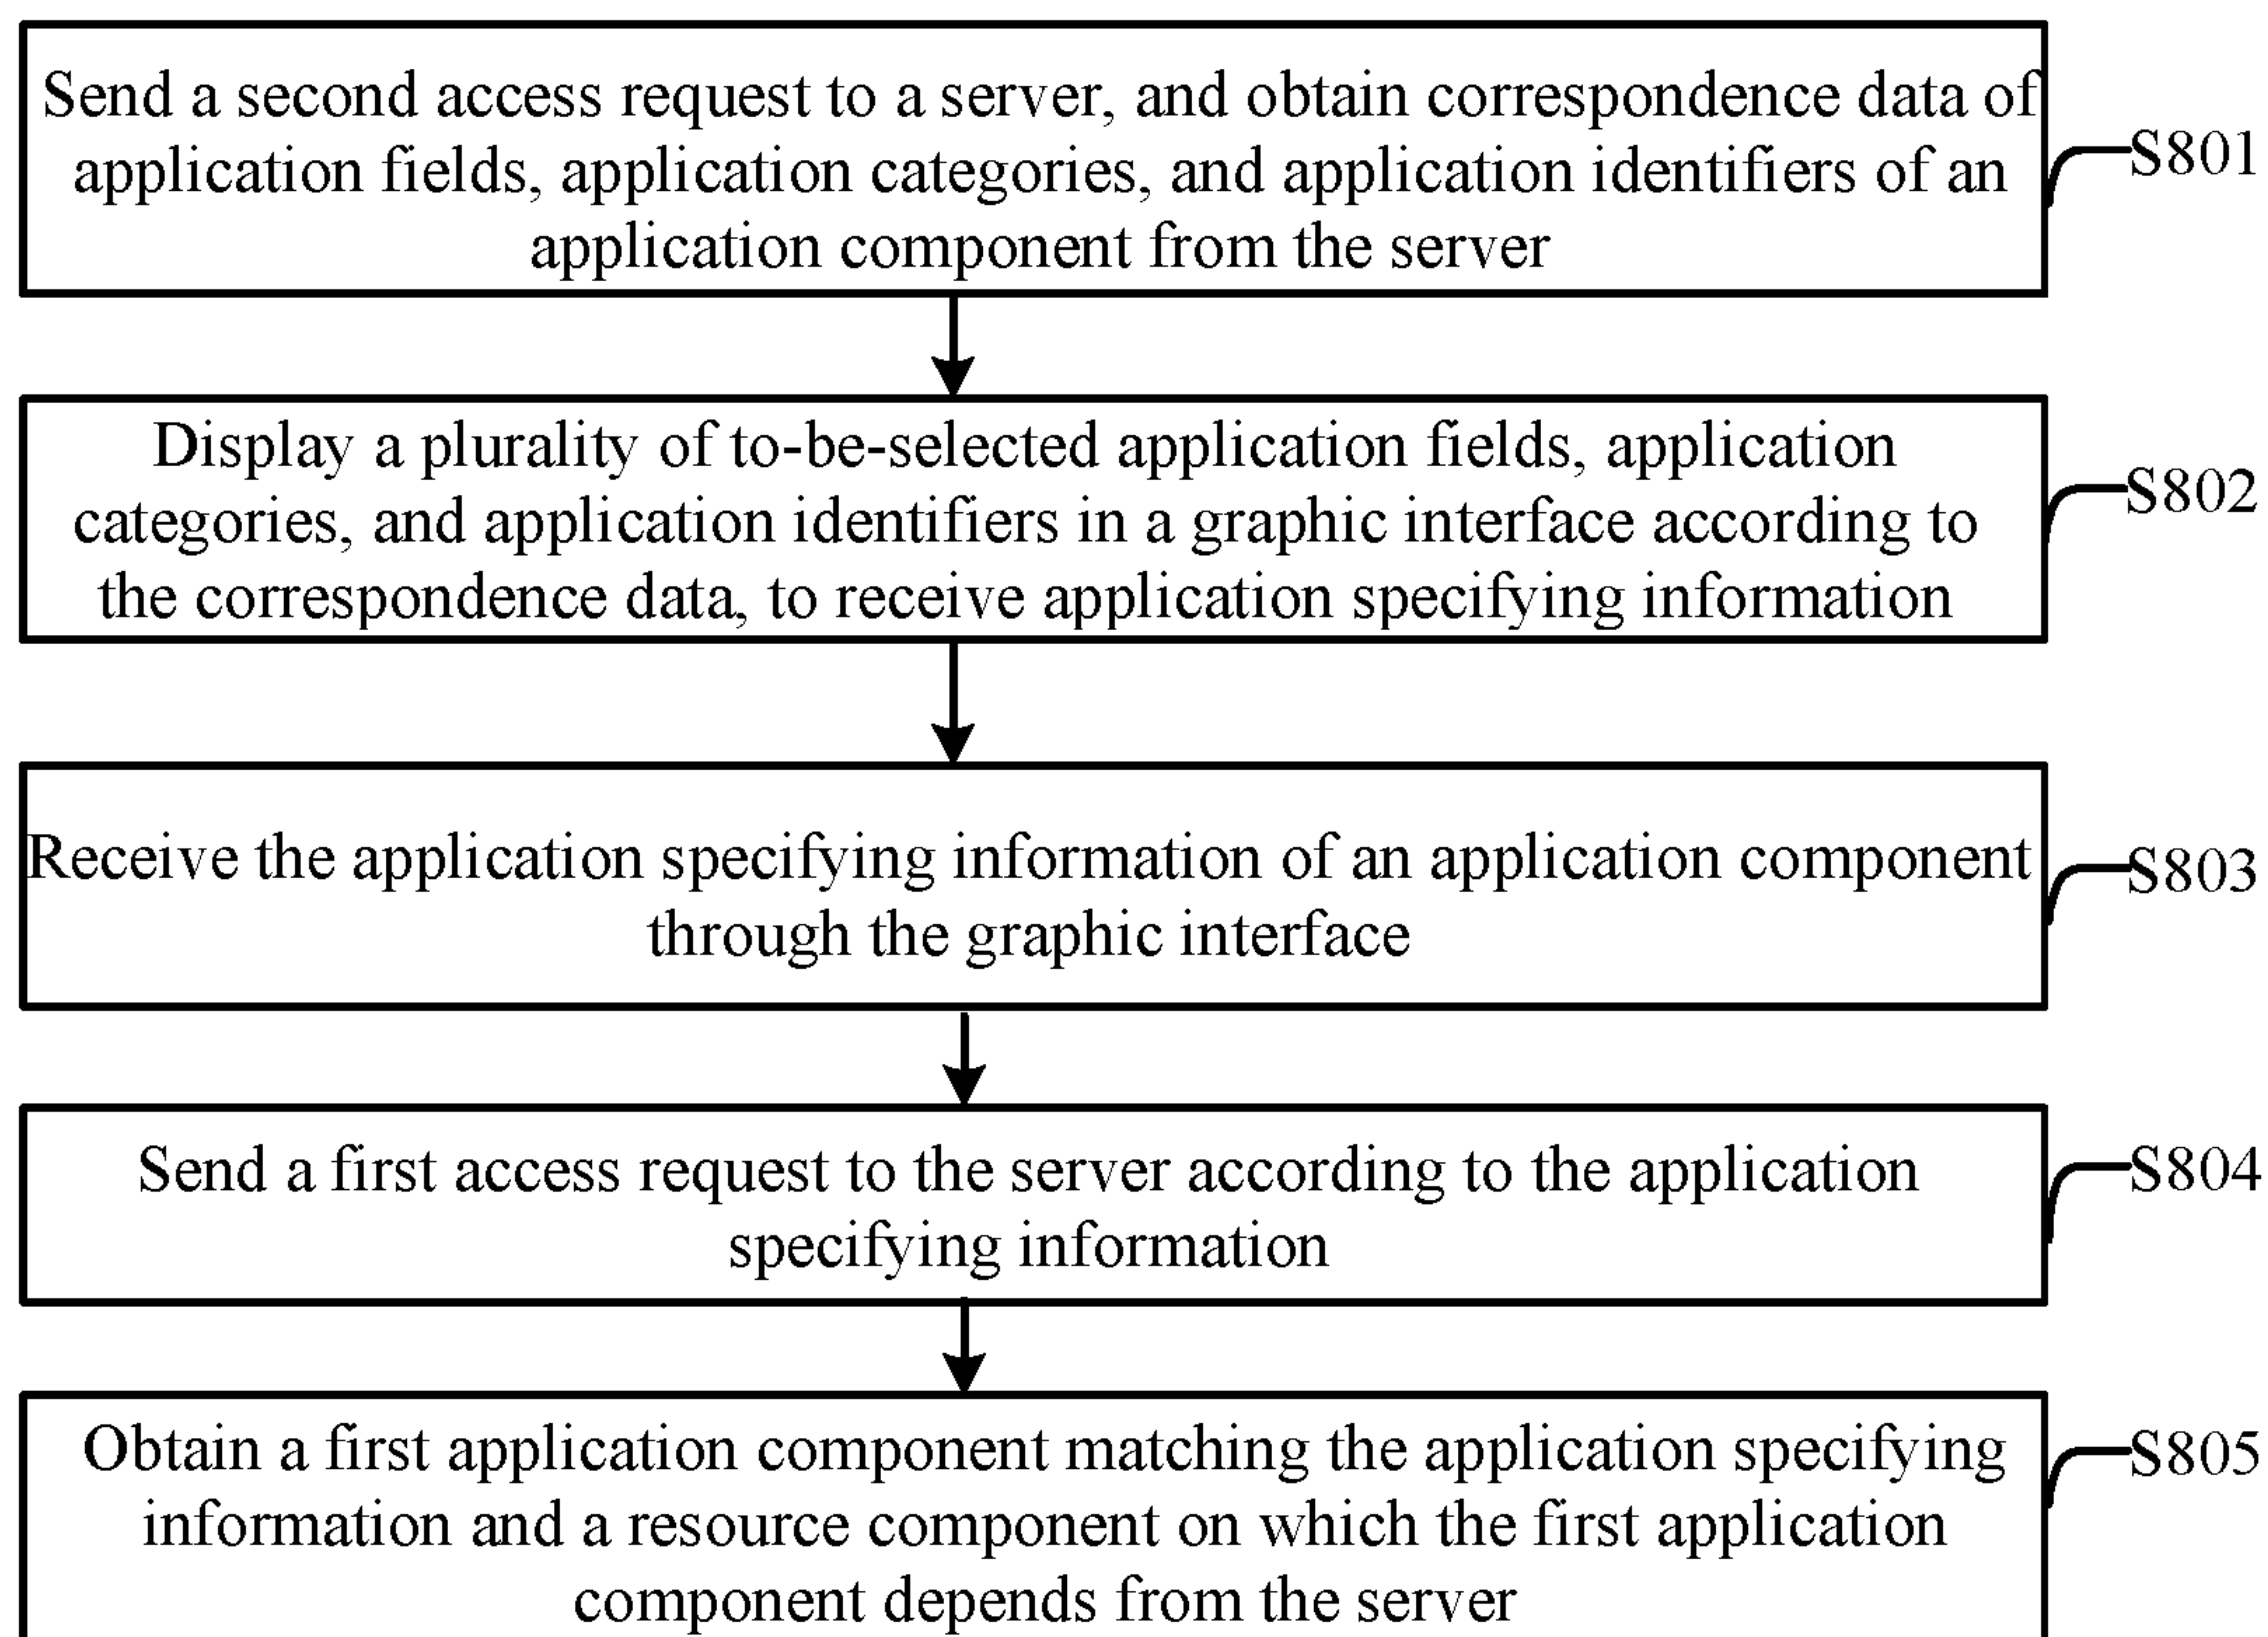 Send a second access request to a server, and obtain correspondence data of
application fields, application categories, and application identifiers of an
application component from the server
S801
Display a plurality of to-be-selected application fields, application
categories, and application identifiers in a graphic interface according to
the correspondence data, to receive application specifying information
S802
Receive the application specifying information of an application component
through the graphic interface
S803
Send a first access request to the server according to the application
specifying information
S804
Obtain a first application component matching the application specifying
information and a resource component on which the first application
component depends from the server
S805